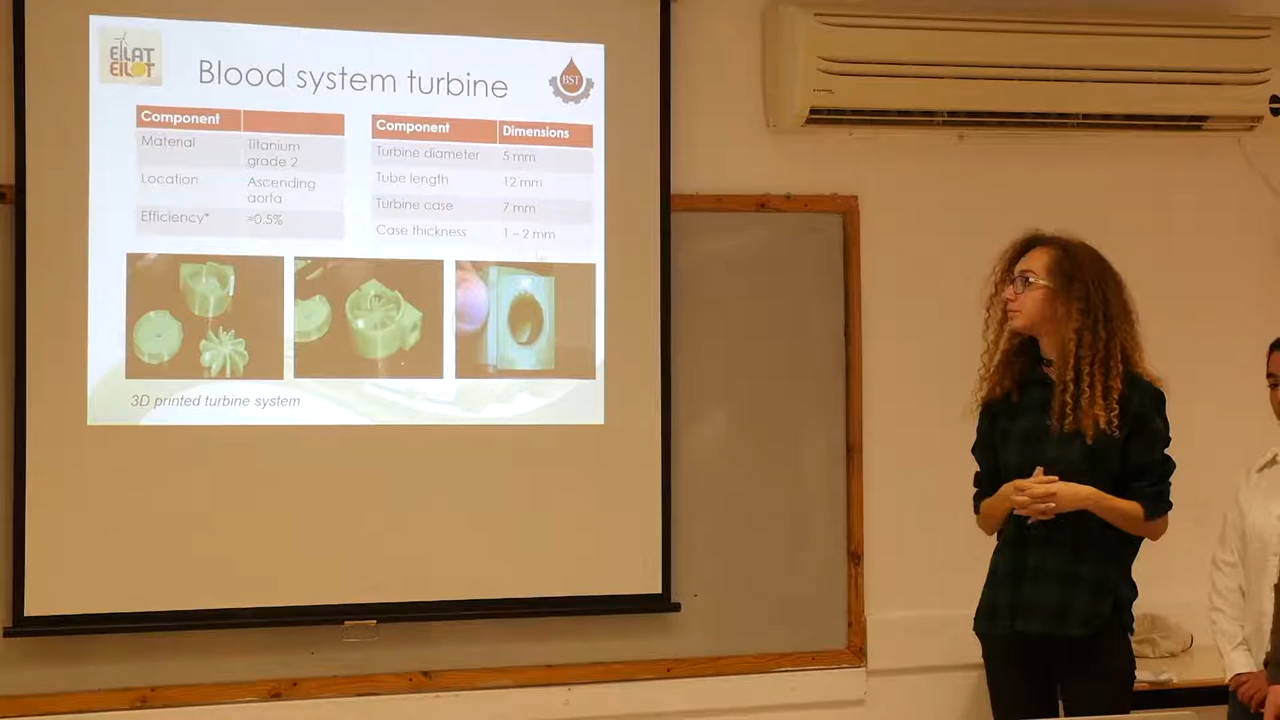 EILAT
EILOT
Blood system turbine
BST
Component
Material Titanium
grade 2
Location Ascending
aorta
Efficiency* ≈0.5%
Component Dimensions
Turbine diameter 5 mm
Tube length 12 mm
Turbine case 7 mm
Case thickness 1 – 2 mm
3D printed turbine system